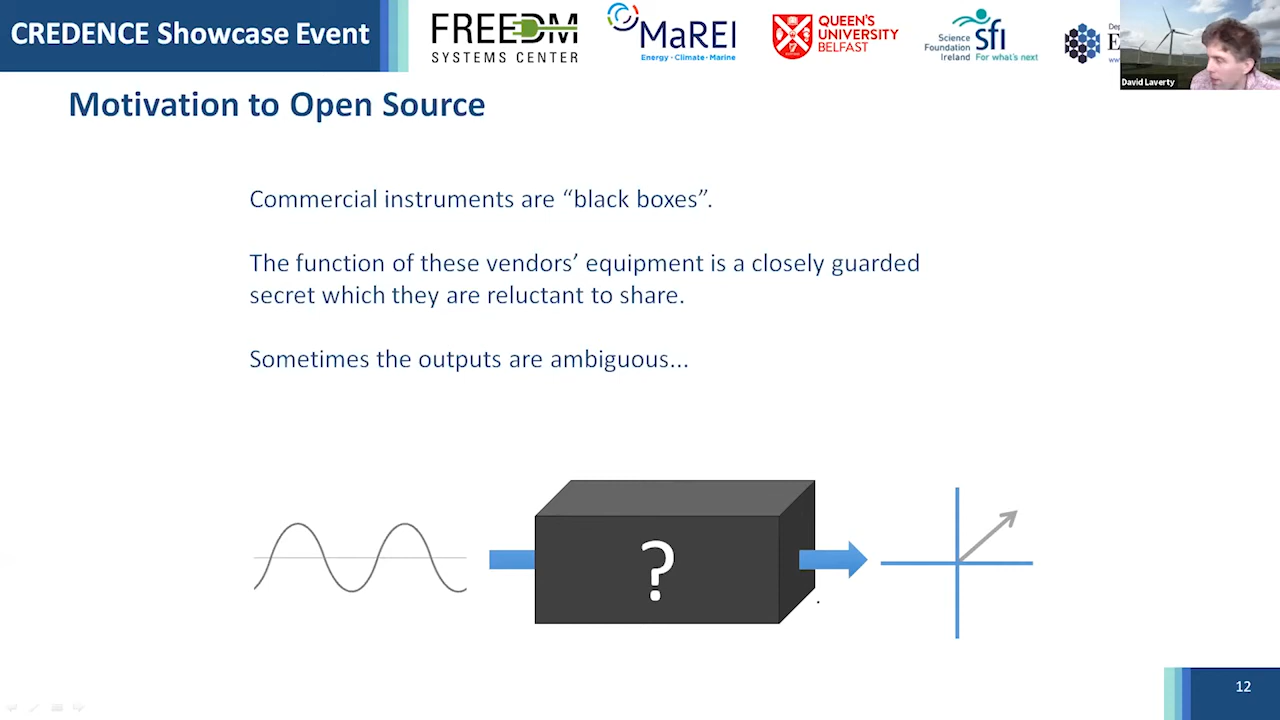 CREDENCE Showcase Event
FREEDM
SYSTEMS CENTER
MaREI
Energy · Climate · Marine
QUEEN'S
UNIVERSITY
BELFAST
Science
Foundation
Ireland
sfi
For what's next
David Laverty
Motivation to Open Source
Commercial instruments are “black boxes”.
The function of these vendors’ equipment is a closely guarded
secret which they are reluctant to share.
Sometimes the outputs are ambiguous...
?
12